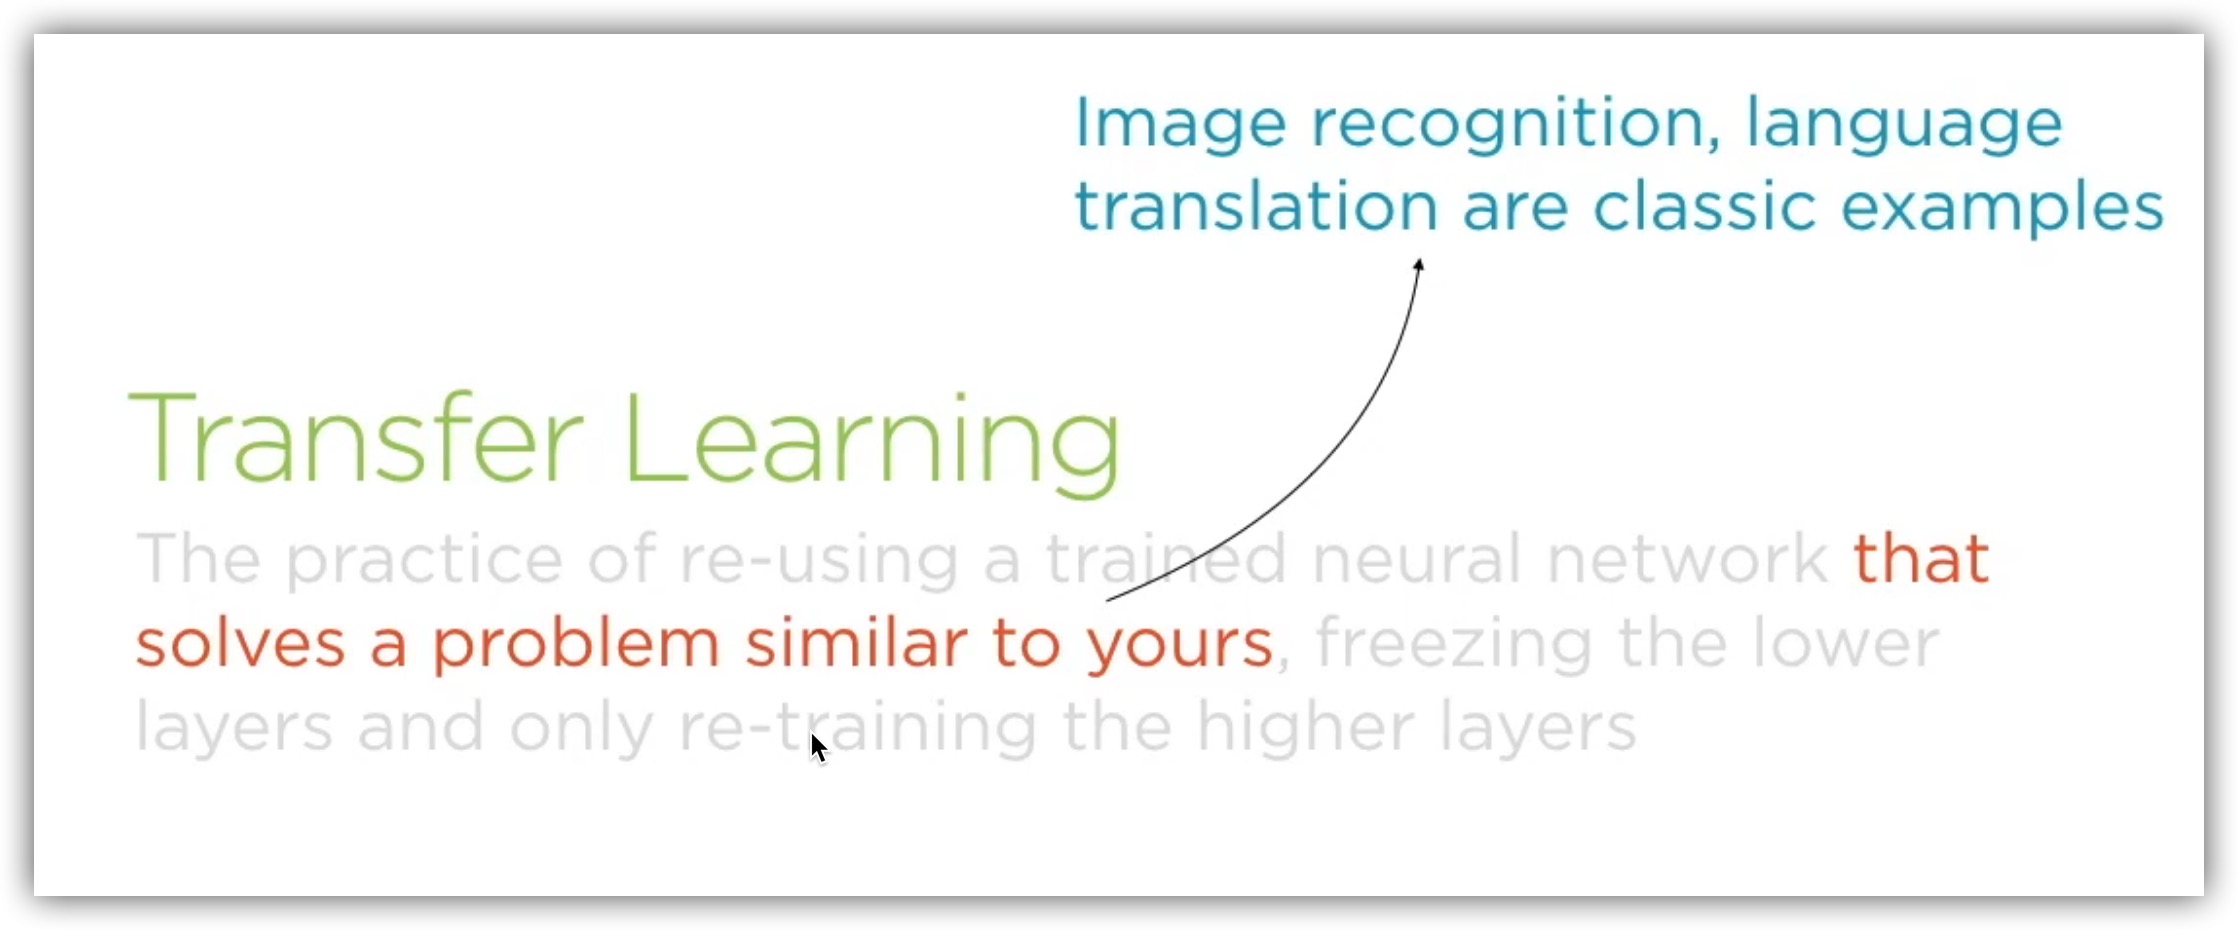 Image recognition, language
translation are classic examples
Transfer Learning
The practice of re-using a trained neural network that
solves a problem similar to yours, freezing the lower
layers and only re-training the higher layers